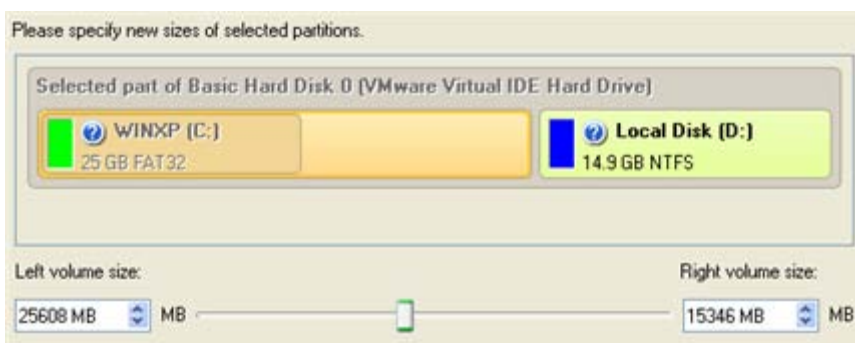 Please specify new sizes of selected partitions.
Selected part of Basic Hard Disk 0 (VMware Virtual IDE Hard Drive)
WINXP (C:)
25 GB FAT32
Local Disk (D:)
14.9 GB NTFS
Left volume size:
Right volume size:
25608 MB MB
15346 MB MB